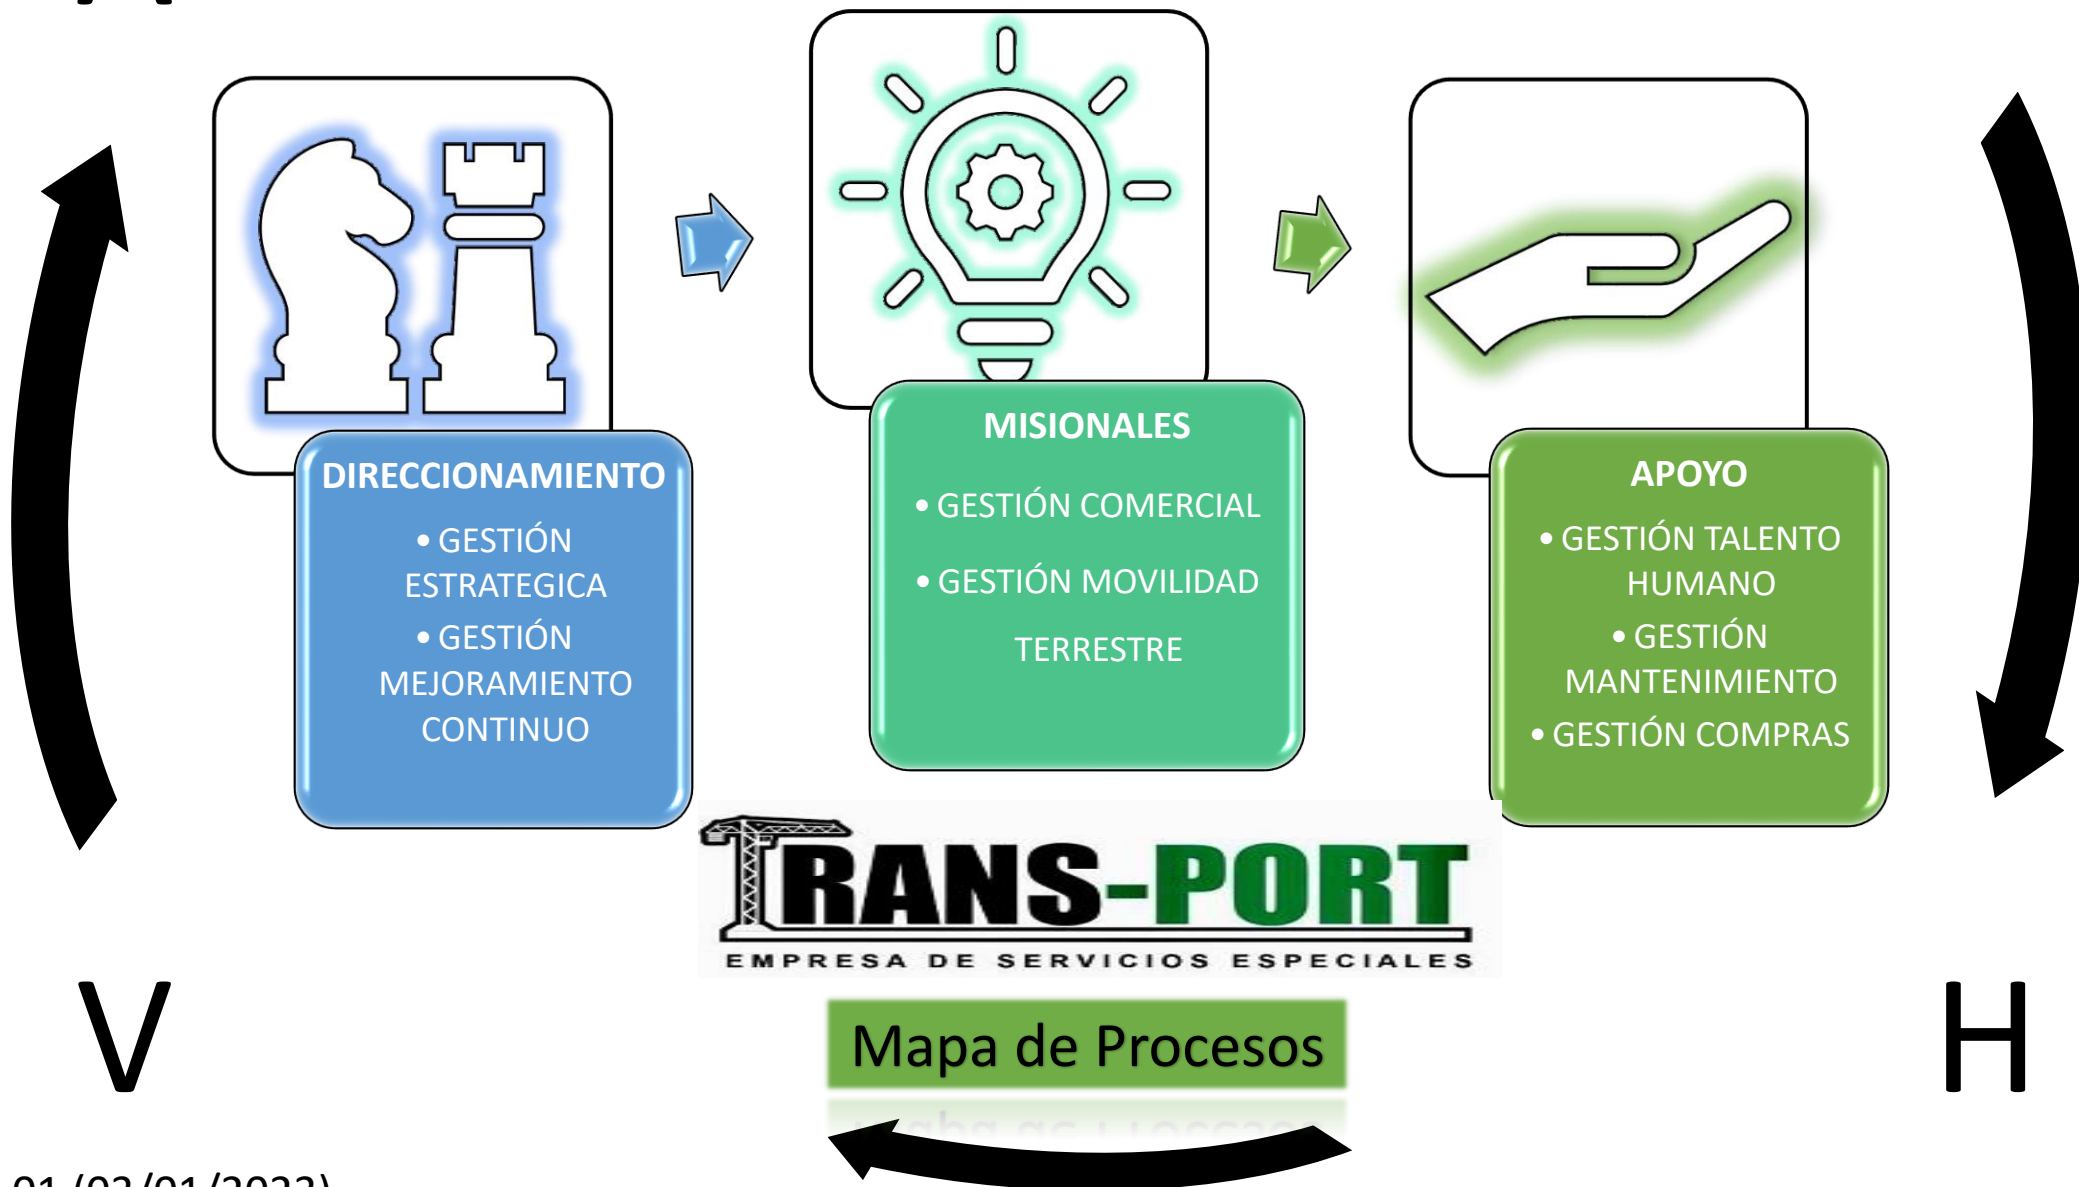 DIRECCIONAMIENTO
• GESTIÓN
ESTRATEGICA
• GESTIÓN
MEJORAMIENTO
CONTINUO
MISIONALES
• GESTIÓN COMERCIAL
• GESTIÓN MOVILIDAD
TERRESTRE
APOYO
• GESTIÓN TALENTO
HUMANO
• GESTIÓN
MANTENIMIENTO
• GESTIÓN COMPRAS
TRANS-PORT
EMPRESA DE SERVICIOS ESPECIALES
V
H
Mapa de Procesos